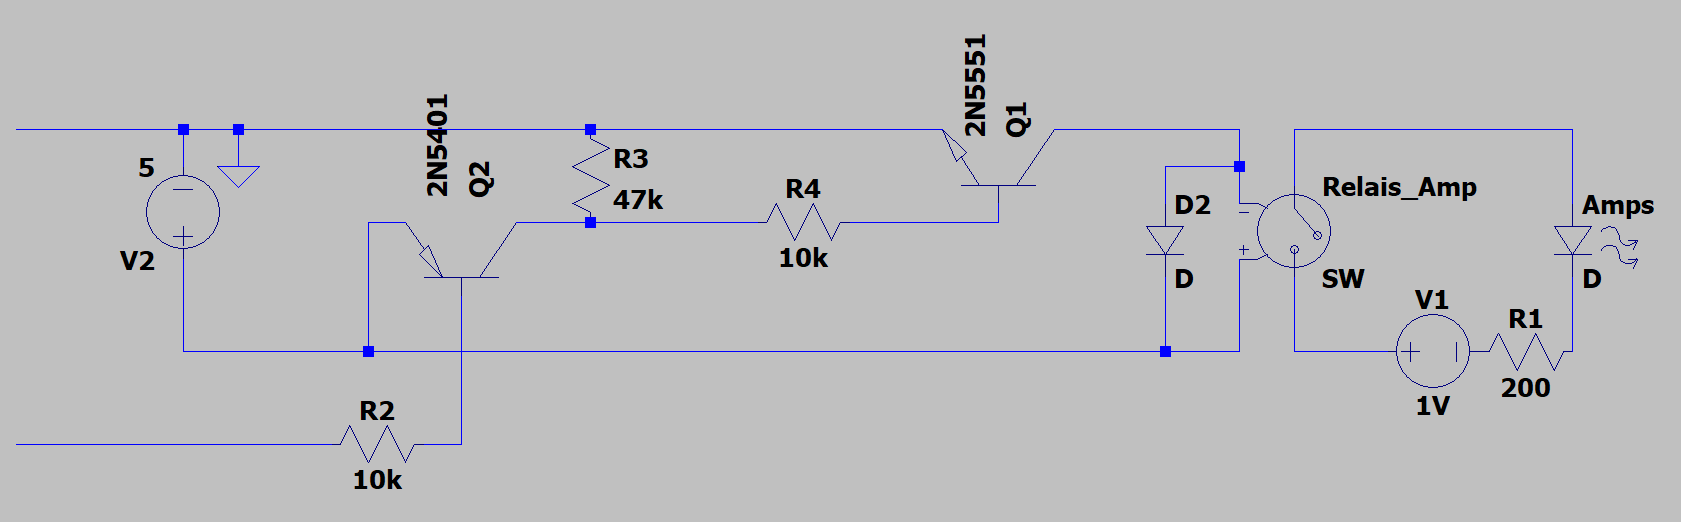 5
V2
2N5401
Q2
R3
47k
R4
10k
2N5551
Q1
D2
D
Relais_Amp
SW
Amps
D
V1
1V
R1
200
R2
10k